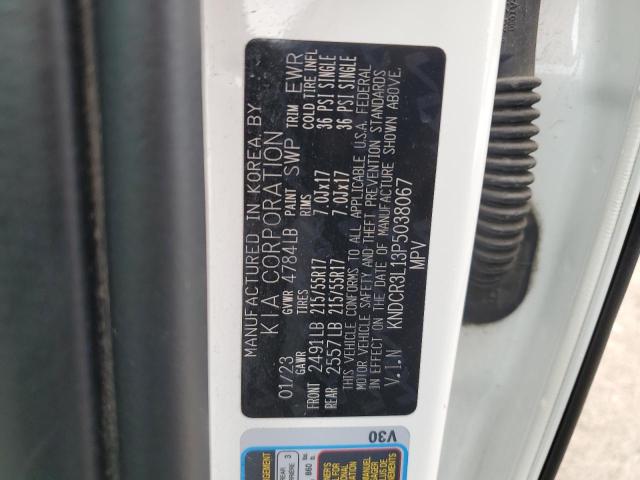 MANUFACTURED IN KOREA BY
KIA CORPORATION
01/23 GVWR 4784LB PAINT SWP TRIM EWR
GAWR TIRES RIMS COLD TIRE INFL
FRONT 2491LB 215/55R17 7.0Jx17 36 PSI SINGLE
REAR 2557LB 215/55R17 7.0Jx17 36 PSI SINGLE
THIS VEHICLE CONFORMS TO ALL APPLICABLE U.S.A. FEDERAL
MOTOR VEHICLE SAFETY AND THEFT PREVENTION STANDARDS
IN EFFECT ON THE DATE OF MANUFACTURE SHOWN ABOVE.
V.I.N KNDCR3L13P5038067
MPV
V30
REAR 3
860